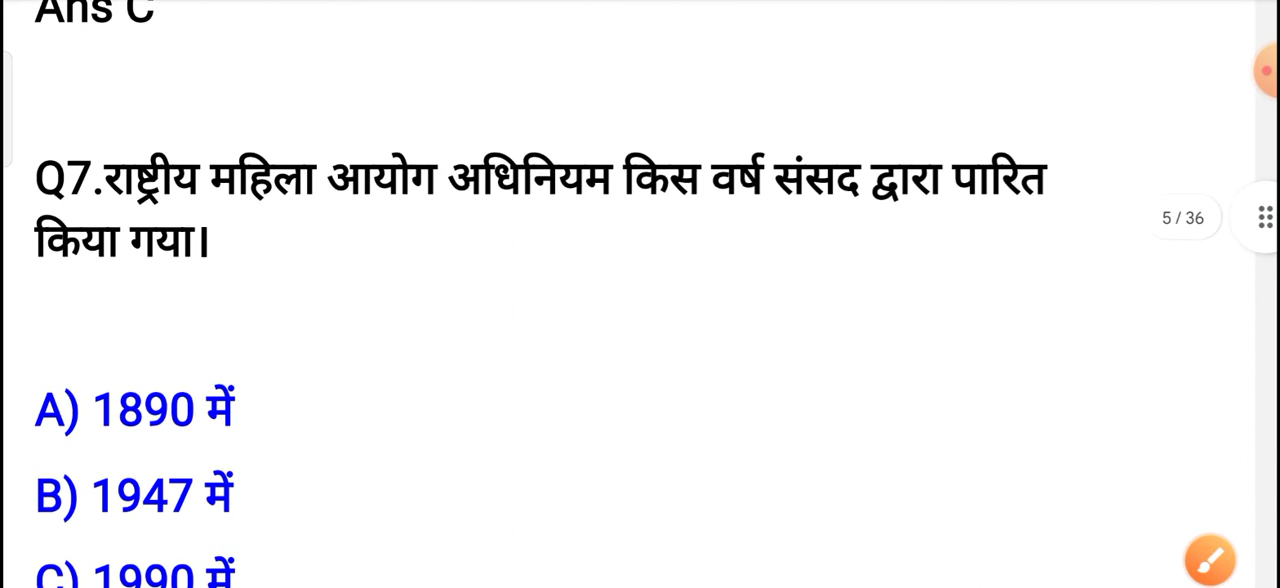 Ans C
Q7.राष्ट्रीय महिला आयोग अधिनियम किस वर्ष संसद द्वारा पारित
किया गया।
5 / 36
A) 1890 में
B) 1947 में
C) 1990 में